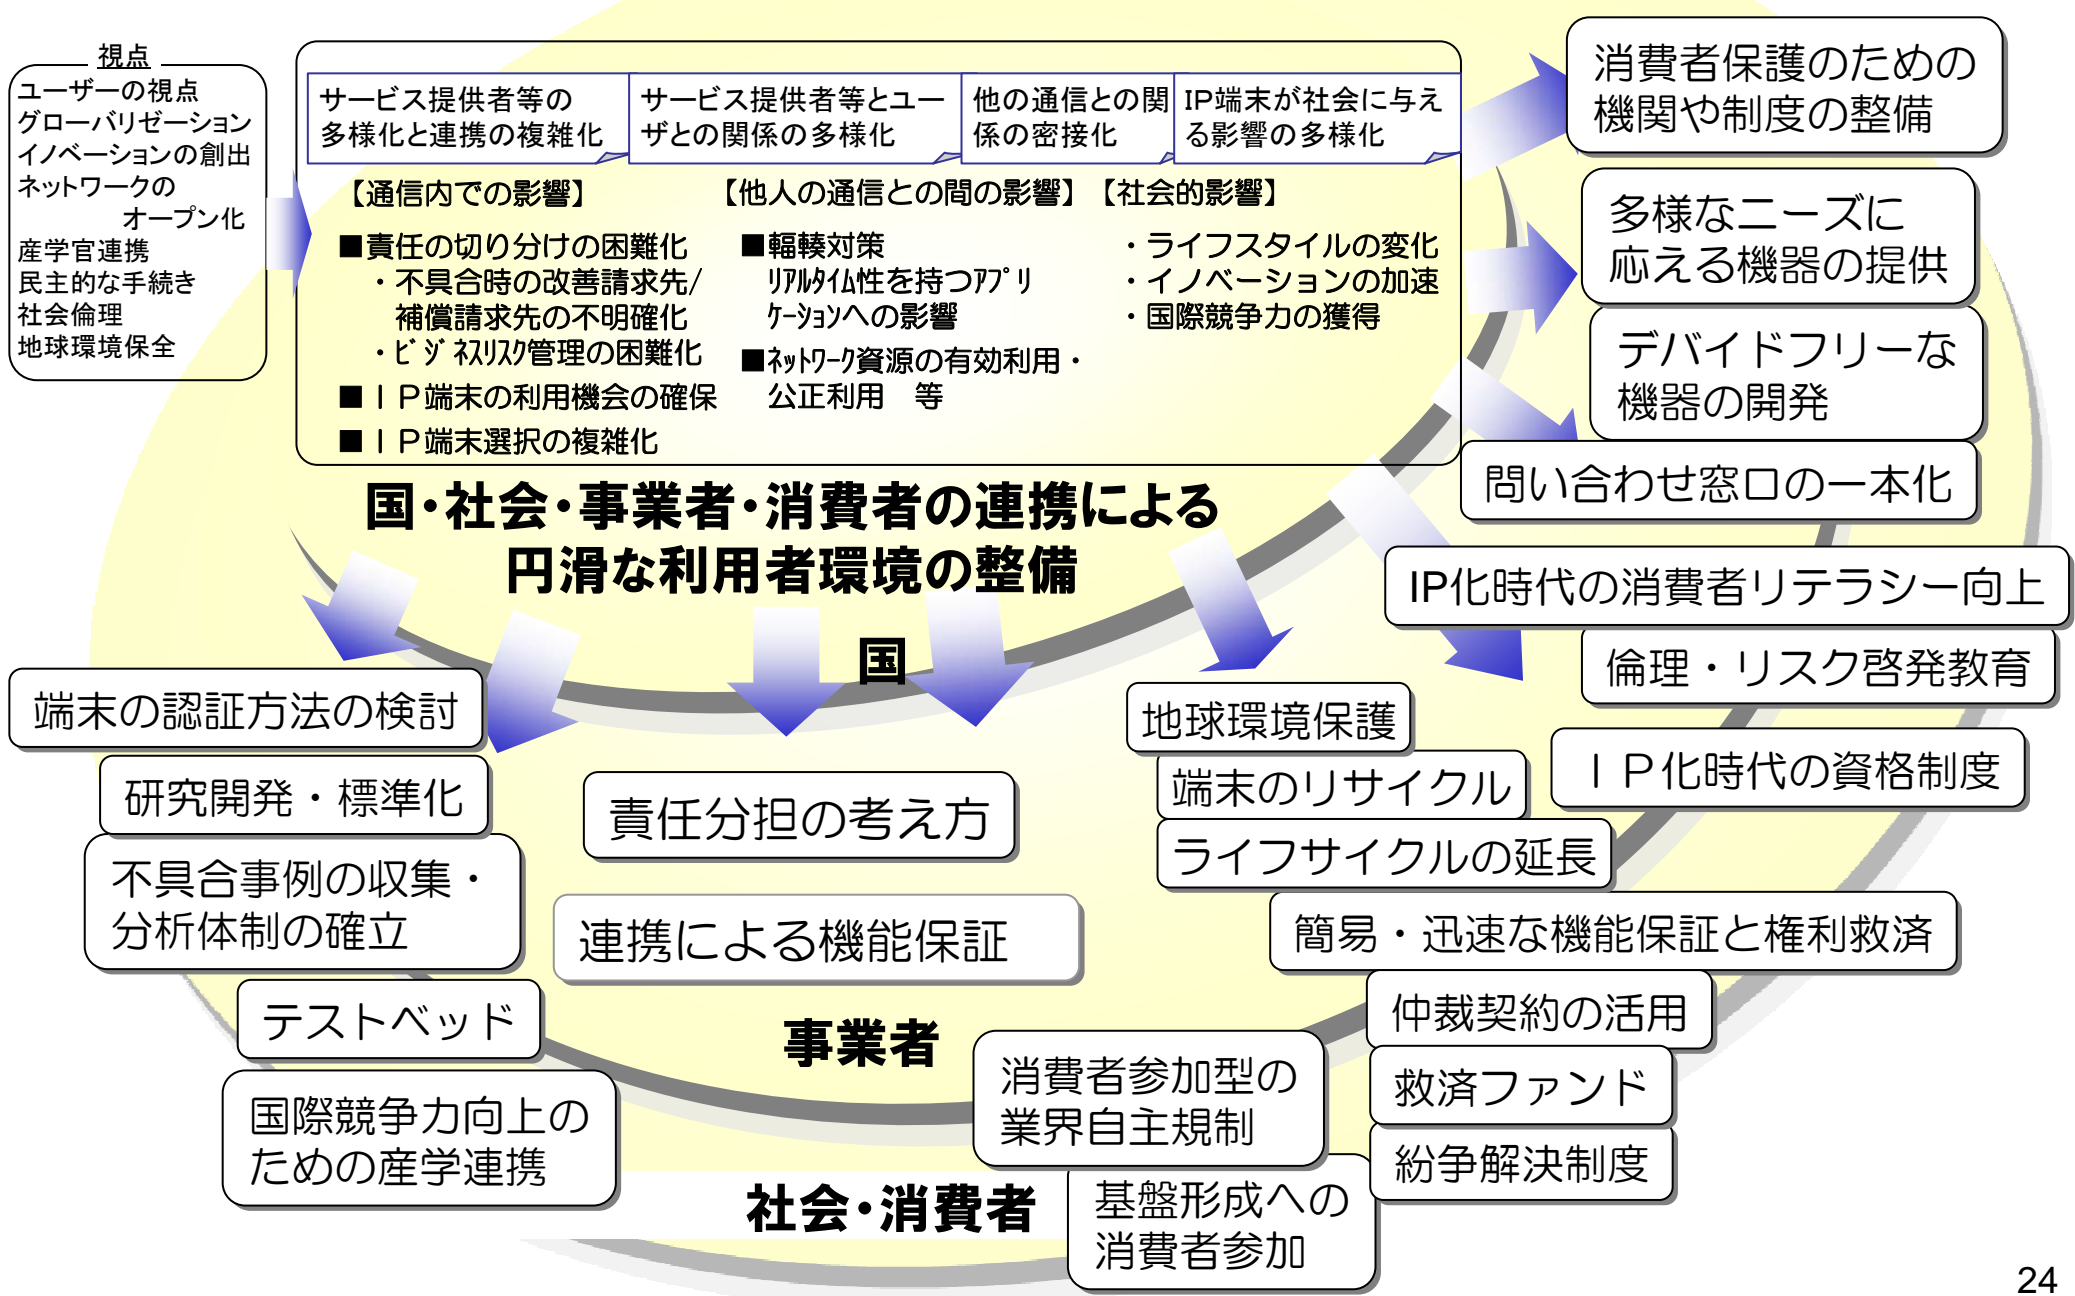 視点
ユーザーの視点
グローバリゼーション
イノベーションの創出
ネットワークの
オープン化
産学官連携
民主的な手続き
社会倫理
地球環境保全
サービス提供者等の
多様化と連携の複雑化
サービス提供者等とユー
ザとの関係の多様化
他の通信との関
係の密接化
IP端末が社会に与え
る影響の多様化
【通信内での影響】
■責任の切り分けの困難化
・不具合時の改善請求先/
補償請求先の不明確化
・ビジネスリスク管理の困難化
■ＩＰ端末の利用機会の確保
■ＩＰ端末選択の複雑化
【他人の通信との間の影響】
■輻輳対策
リアルタイム性を持つアプリ
ケーションへの影響
■ネットワーク資源の有効利用・
公正利用　等
【社会的影響】
・ライフスタイルの変化
・イノベーションの加速
・国際競争力の獲得
国・社会・事業者・消費者の連携による
円滑な利用者環境の整備
国
消費者保護のための
機関や制度の整備
多様なニーズに
応える機器の提供
デバイドフリーな
機器の開発
問い合わせ窓口の一本化
IP化時代の消費者リテラシー向上
倫理・リスク啓発教育
ＩＰ化時代の資格制度
地球環境保護
端末のリサイクル
ライフサイクルの延長
簡易・迅速な機能保証と権利救済
仲裁契約の活用
救済ファンド
紛争解決制度
端末の認証方法の検討
研究開発・標準化
不具合事例の収集・
分析体制の確立
テストベッド
国際競争力向上の
ための産学連携
責任分担の考え方
連携による機能保証
事業者
消費者参加型の
業界自主規制
社会・消費者
基盤形成への
消費者参加
24